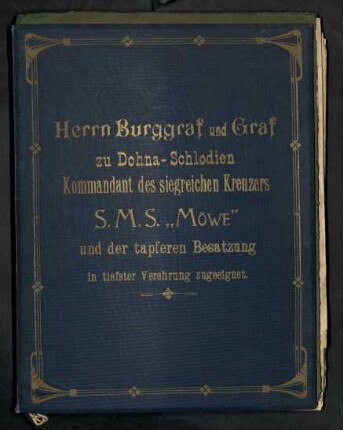 Herrn Burggraf und Graf
zu Dohna-Schlodien
Kommandant des siegreichen Kreuzers
S. M. S. „Möwe"
und der tapferen Besatzung
in tiefster Verehrung zugeeignet.